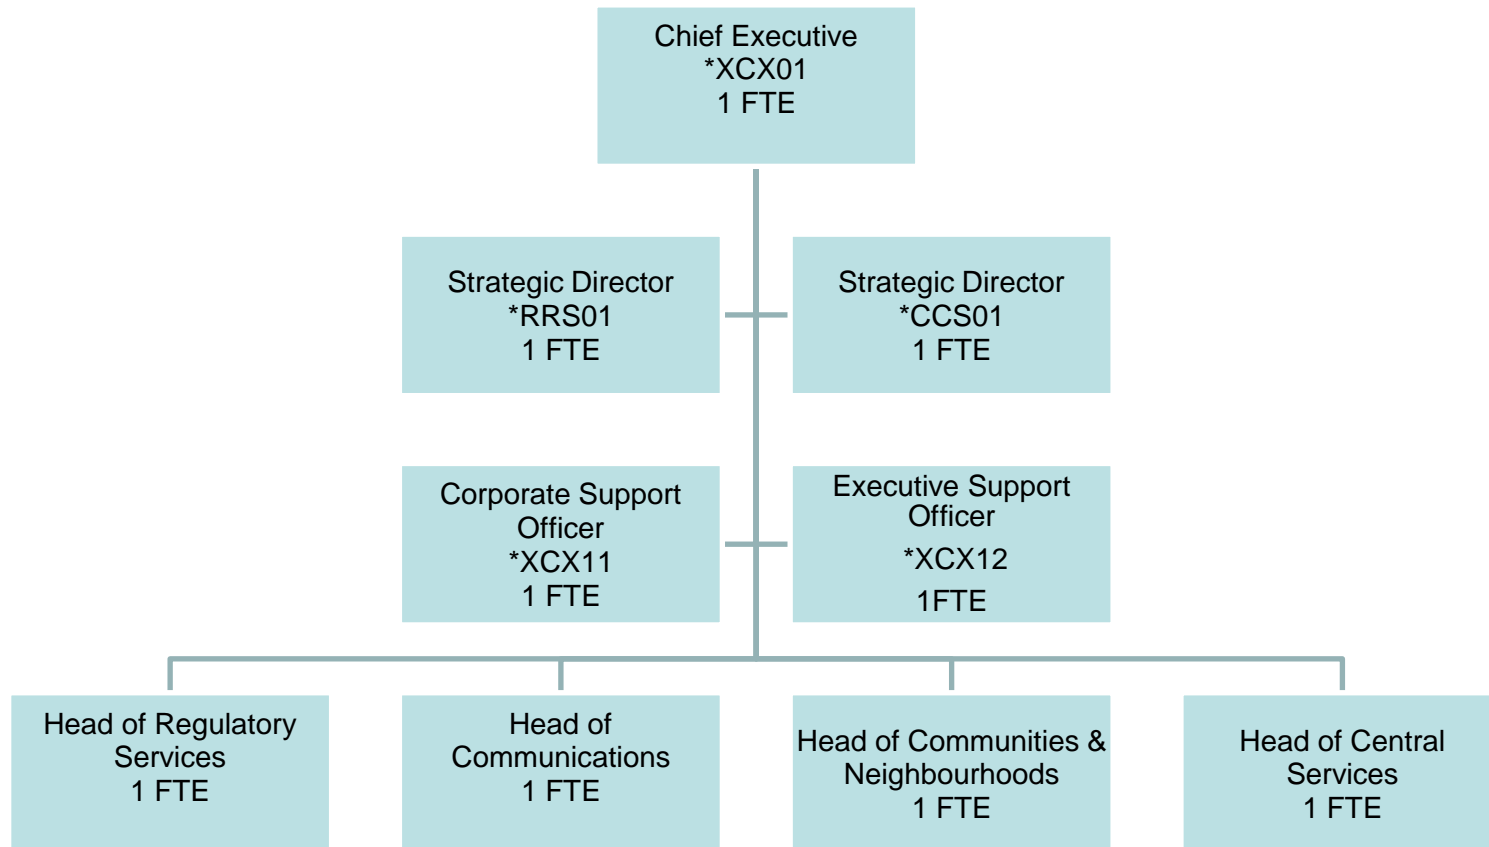 Chief Executive
*XCX01
1 FTE
Strategic Director
*RRS01
1 FTE
Strategic Director
*CCS01
1 FTE
Corporate Support
Officer
*XCX11
1 FTE
Executive Support
Officer
*XCX12
1FTE
Head of Regulatory
Services
1 FTE
Head of
Communications
1 FTE
Head of Communities &
Neighbourhoods
1 FTE
Head of Central
Services
1 FTE